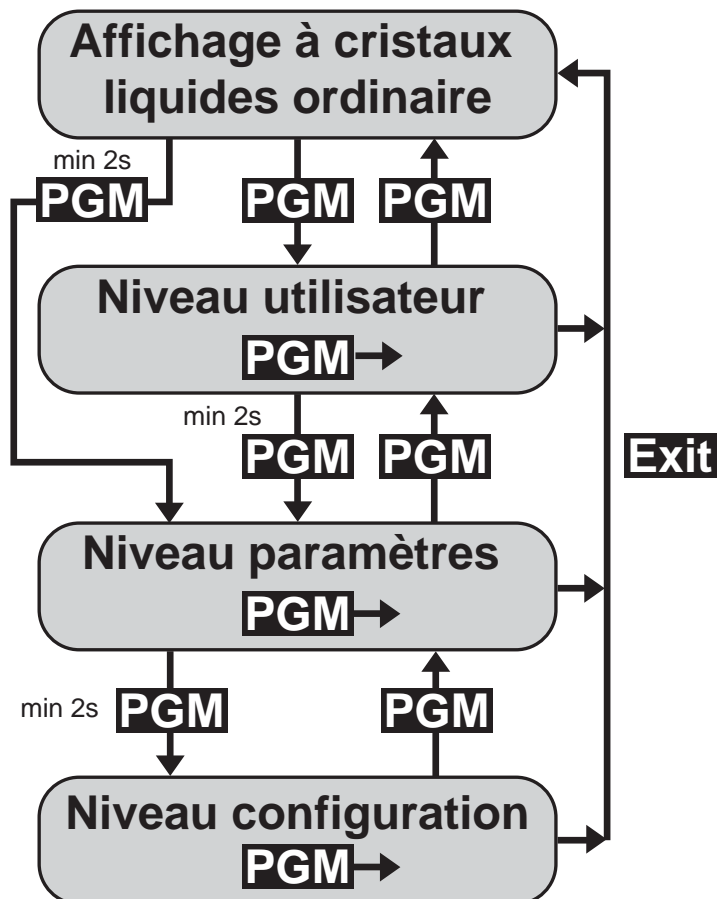 Affichage à cristaux
liquides ordinaire
min 2s
PGM
PGM
PGM
Niveau utilisateur
PGM
min 2s
PGM
PGM
Exit
Niveau paramètres
PGM
min 2s
PGM
PGM
Niveau configuration
PGM